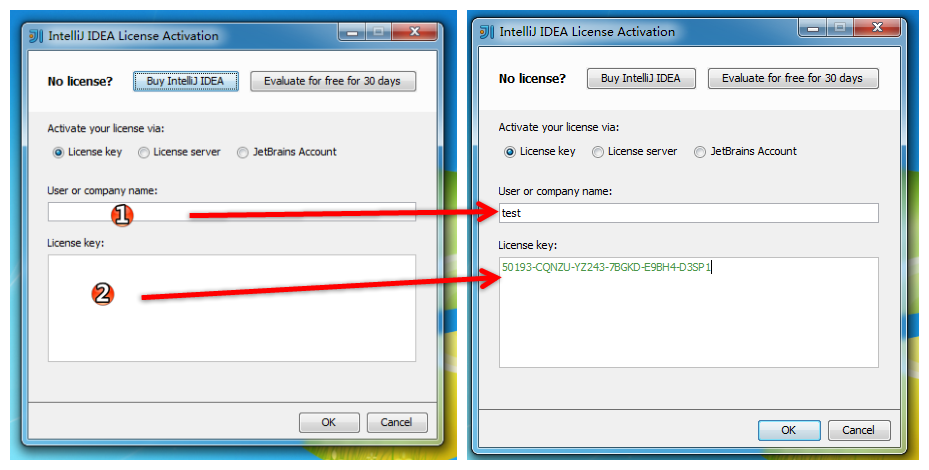 IntelliJ IDEA License Activation
No license?
Buy IntelliJ IDEA
Evaluate for free for 30 days
Activate your license via:
License key
License server
JetBrains Account
User or company name:
1
License key:
2
OK
Cancel
IntelliJ IDEA License Activation
No license?
Buy IntelliJ IDEA
Evaluate for free for 30 days
Activate your license via:
License key
License server
JetBrains Account
User or company name:
test
License key:
50193-CQNZU-YZ243-7BGKD-E9BH4-D3SP1
OK
Cancel